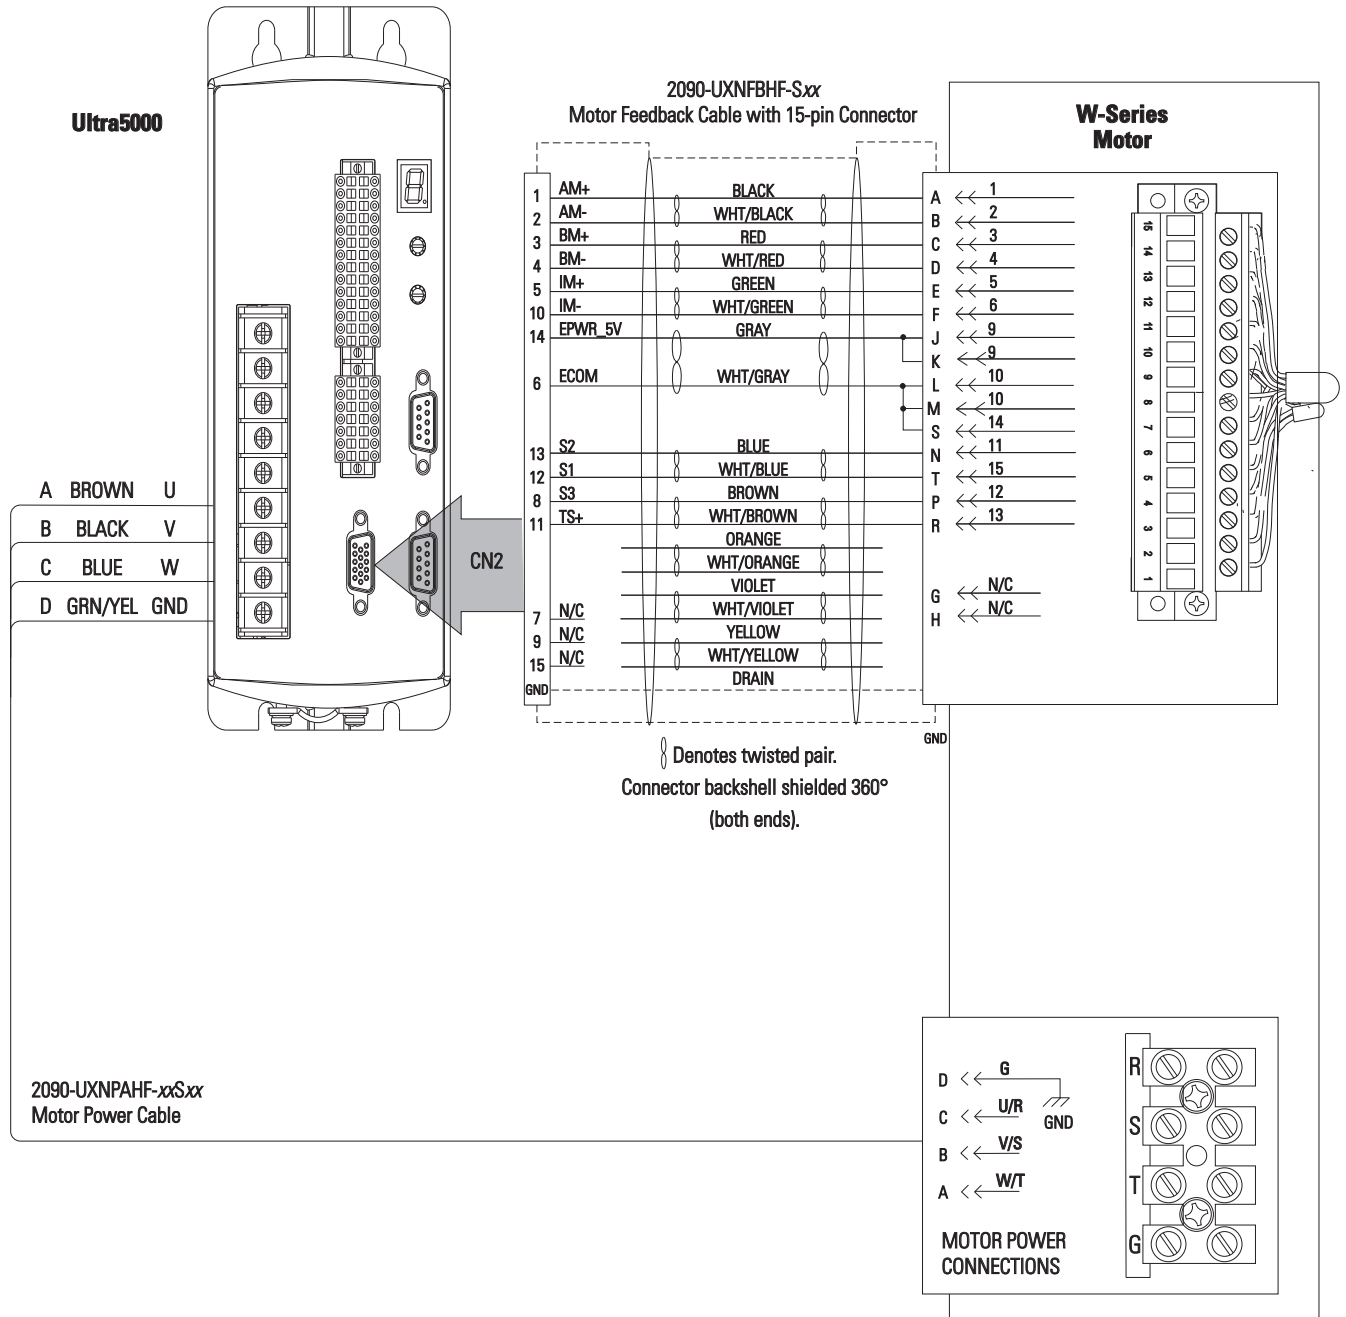 2090-UXNFBHF-Sxx
Motor Feedback Cable with 15-pin Connector
Ultra5000
W-Series
Motor
1 AM+ BLACK A 1
2 AM- WHT/BLACK B 2
3 BM+ RED C 3
4 BM- WHT/RED D 4
5 IM+ GREEN E 5
10 IM- WHT/GREEN F 6
14 EPWR_5V GRAY J 9
K 9
6 ECOM WHT/GRAY L 10
M 10
S 14
13 S2 BLUE N 11
12 S1 WHT/BLUE T 15
8 S3 BROWN P 12
11 TS+ WHT/BROWN R 13
ORANGE
WHT/ORANGE
VIOLET
G N/C
7 N/C WHT/VIOLET H N/C
9 N/C YELLOW
15 N/C WHT/YELLOW
DRAIN
GND
GND
15
14
13
12
11
10
9
8
7
6
5
4
3
2
1
CN2
A BROWN U
B BLACK V
C BLUE W
D GRN/YEL GND
Denotes twisted pair.
Connector backshell shielded 360°
(both ends).
2090-UXNPAHF-xxSxx
Motor Power Cable
D G
GND
C U/R
B V/S
A W/T
MOTOR POWER
CONNECTIONS
R
S
T
G